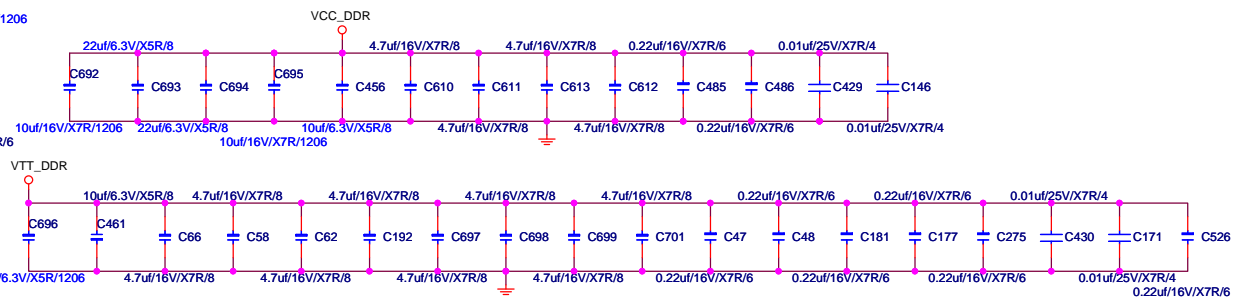 1206
VCC_DDR
22uf/6.3V/X5R/8 4.7uf/16V/X7R/8 4.7uf/16V/X7R/8 0.22uf/16V/X7R/6 0.01uf/25V/X7R/4
C692 C693 C694 C695 C456 C610 C611 C613 C612 C485 C486 C429 C146
10uf/16V/X7R/1206 22uf/6.3V/X5R/8 10uf/6.3V/X5R/8 4.7uf/16V/X7R/8 4.7uf/16V/X7R/8 0.22uf/16V/X7R/6 0.01uf/25V/X7R/4
R/6 10uf/16V/X7R/1206
VTT_DDR
10uf/6.3V/X5R/8 4.7uf/16V/X7R/8 4.7uf/16V/X7R/8 4.7uf/16V/X7R/8 4.7uf/16V/X7R/8 0.22uf/16V/X7R/6 0.22uf/16V/X7R/6 0.01uf/25V/X7R/4
C696 C461 C66 C58 C62 C192 C697 C698 C699 C701 C47 C48 C181 C177 C275 C430 C171 C526
/6.3V/X5R/1206 4.7uf/16V/X7R/8 4.7uf/16V/X7R/8 4.7uf/16V/X7R/8 4.7uf/16V/X7R/8 0.22uf/16V/X7R/6 0.22uf/16V/X7R/6 0.22uf/16V/X7R/6 0.01uf/25V/X7R/4
0.22uf/16V/X7R/6